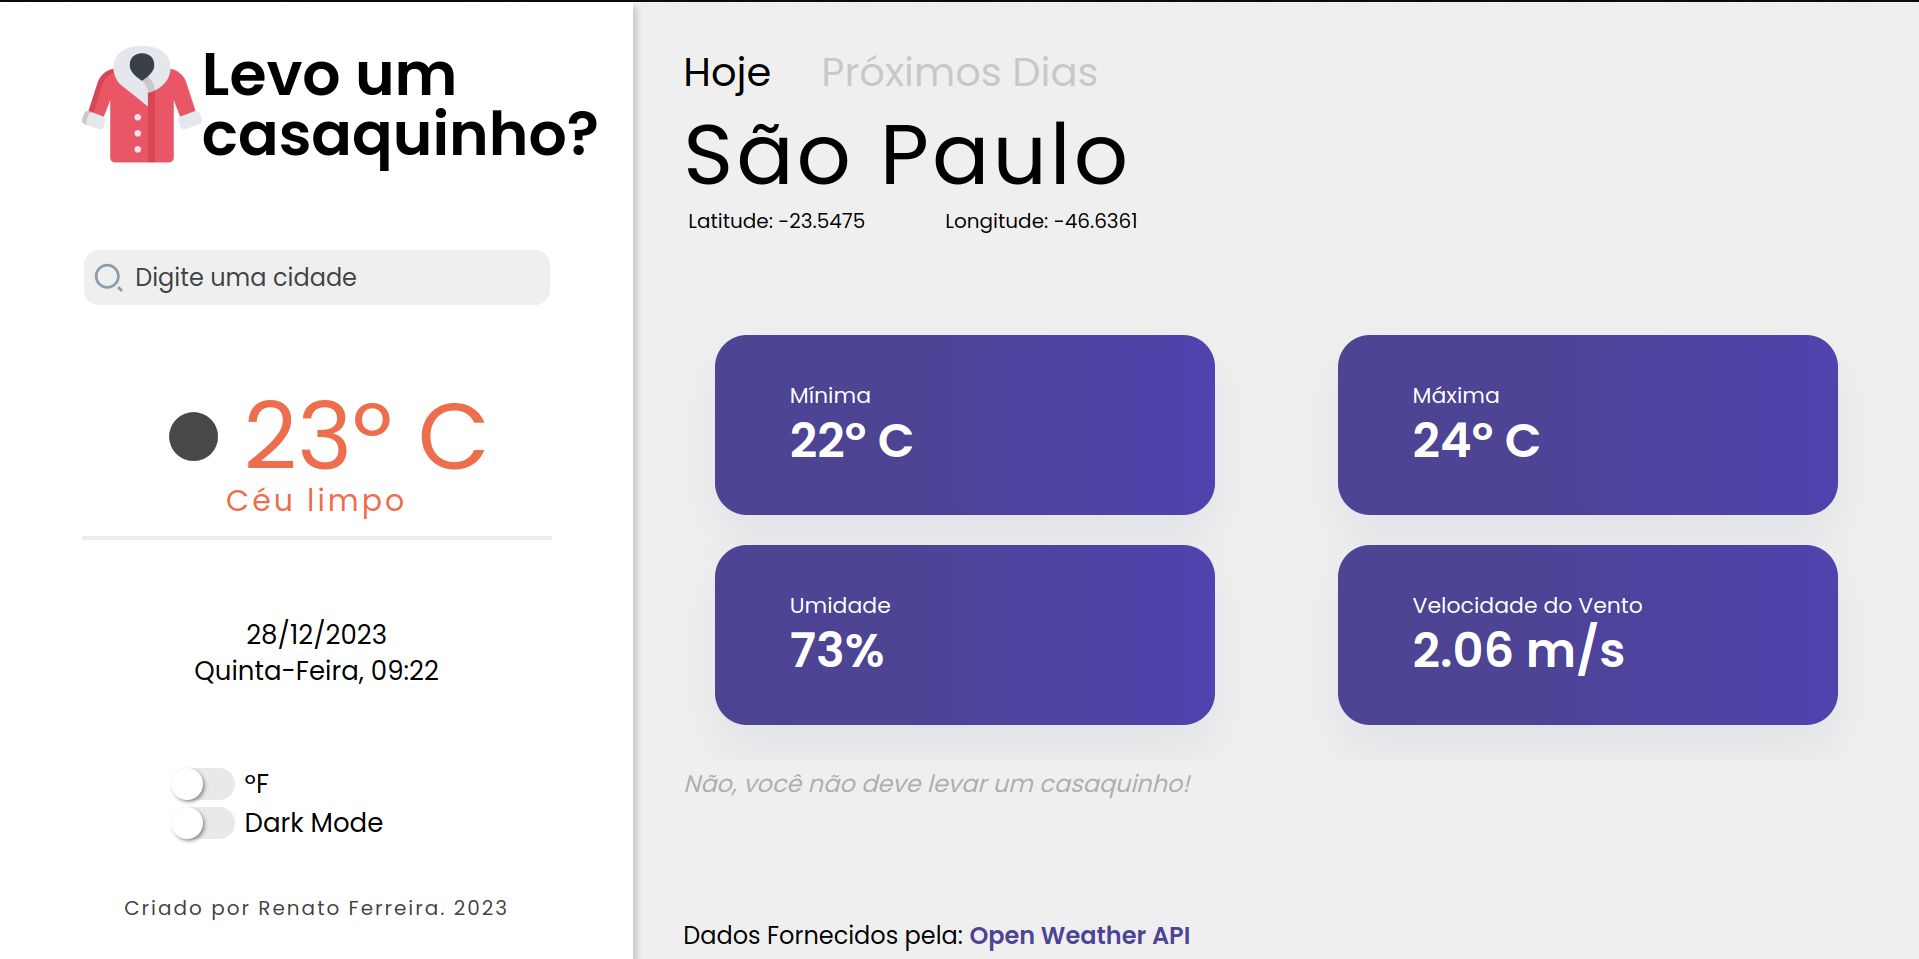 Levo um
casaquinho?
Digite uma cidade
23° C
Céu limpo
28/12/2023
Quinta-Feira, 09:22
°F
Dark Mode
Criado por Renato Ferreira. 2023
Hoje Próximos Dias
São Paulo
Latitude: -23.5475 Longitude: -46.6361
Mínima
22° C
Máxima
24° C
Umidade
73%
Velocidade do Vento
2.06 m/s
Não, você não deve levar um casaquinho!
Dados Fornecidos pela: Open Weather API